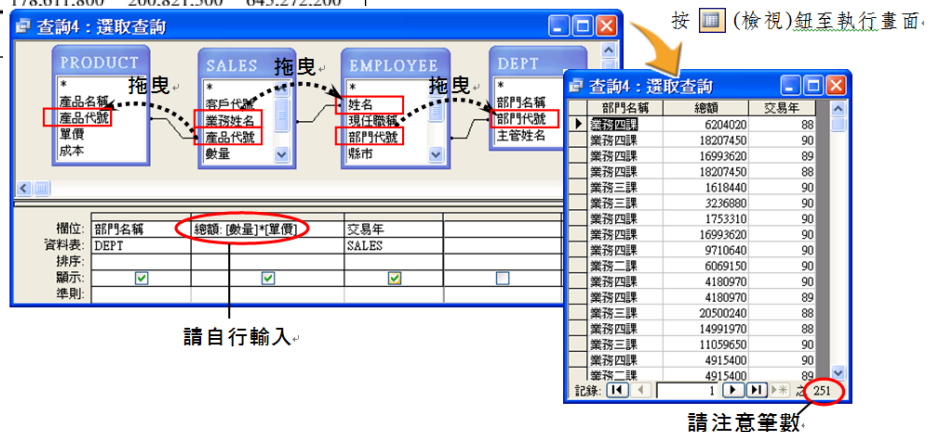 178,611,800 200,821,500 645,272,200
按 (檢視)鈕至執行畫面
查詢4：選取查詢
PRODUCT
*
產品名稱
產品代號
單價
成本
拖曳
SALES
*
客戶代號
業務姓名
產品代號
數量
拖曳
EMPLOYEE
*
姓名
現任職稱
部門代號
縣市
拖曳
DEPT
*
部門名稱
部門代號
主管姓名
欄位: 部門名稱 總額: [數量]*[單價] 交易年
資料表: DEPT SALES
排序:
顯示:
準則:
請自行輸入
查詢4：選取查詢
部門名稱 總額 交易年
業務四課 6204020 88
業務四課 18207450 90
業務四課 16993620 89
業務四課 18207450 88
業務三課 1618440 90
業務三課 3236880 90
業務四課 1753310 90
業務四課 16993620 90
業務四課 9710640 90
業務二課 6069150 90
業務四課 4180970 90
業務四課 4180970 89
業務三課 20500240 88
業務四課 14991970 88
業務三課 11059650 90
業務四課 4915400 90
業務二課 4915400 89
記錄: 1 之 251
請注意筆數